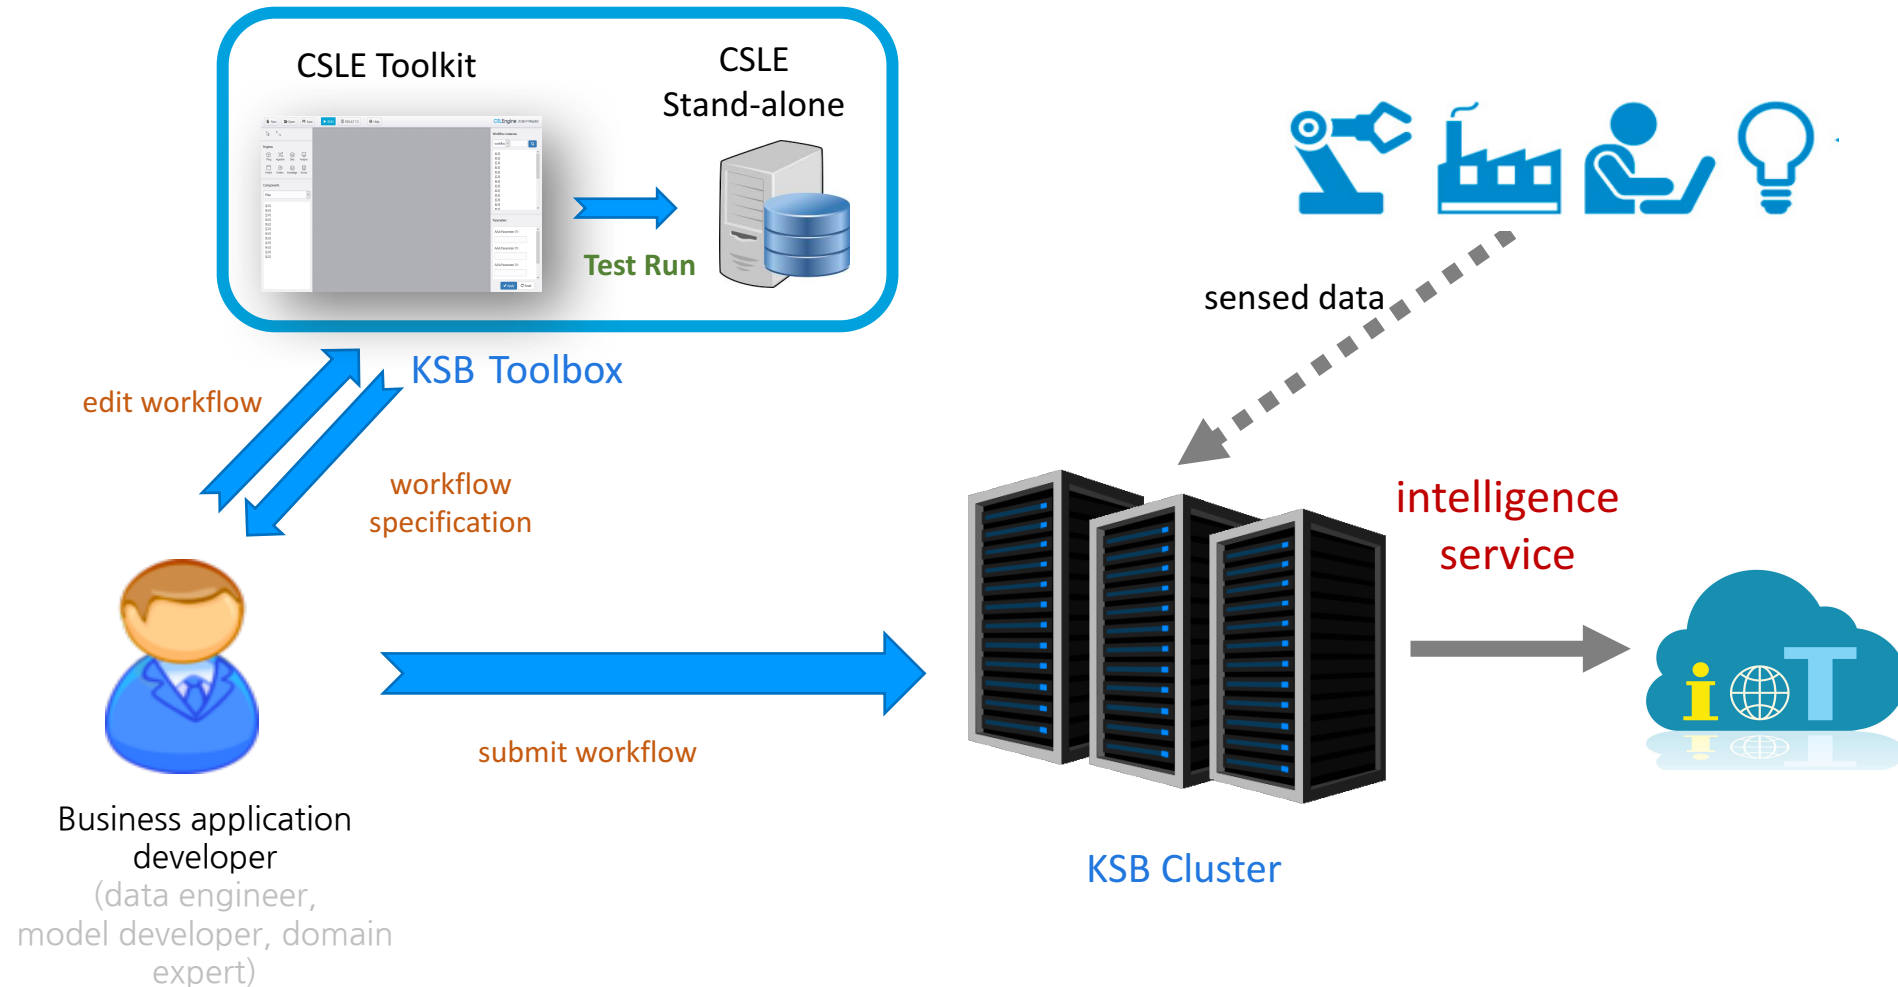 CSLE Toolkit
CSLE
Stand-alone
Test Run
KSB Toolbox
edit workflow
workflow
specification
sensed data
intelligence
service
iOT
submit workflow
Business application
developer
(data engineer,
model developer, domain
expert)
KSB Cluster